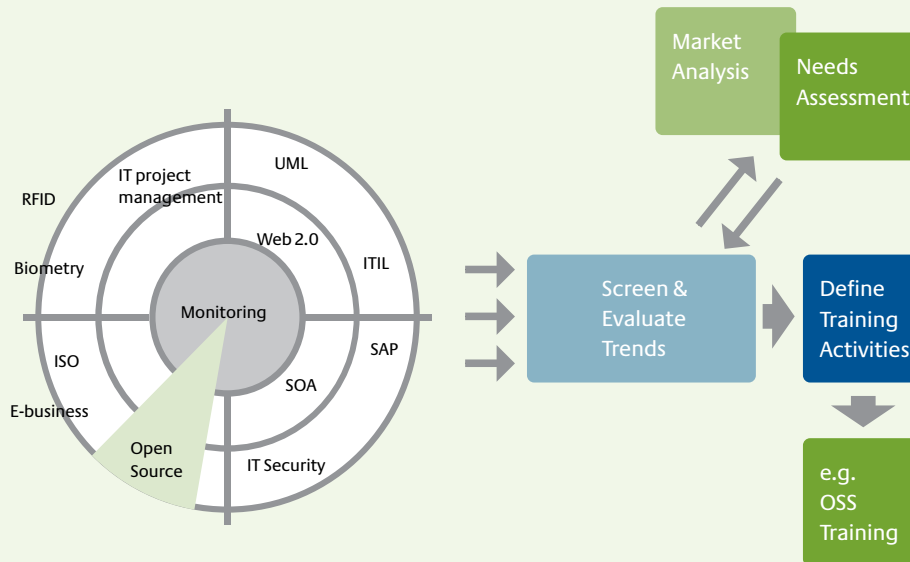 Market
Analysis
Needs
Assessment
UML
IT project
management
RFID
Web 2.0
Biometry
ITIL
Monitoring
Screen &
Evaluate
Trends
Define
Training
Activities
ISO
SAP
SOA
E-business
Open
Source
IT Security
e.g.
OSS
Training